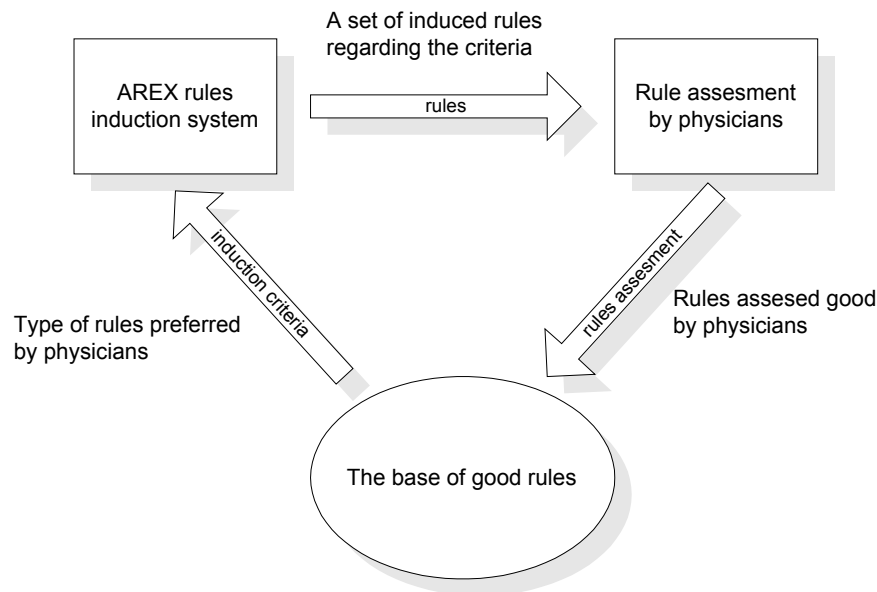 A set of induced rules
regarding the criteria
AREX rules
induction system
rules
Rule assesment
by physicians
induction criteria
rules assesment
Type of rules preferred
by physicians
Rules assesed good
by physicians
The base of good rules